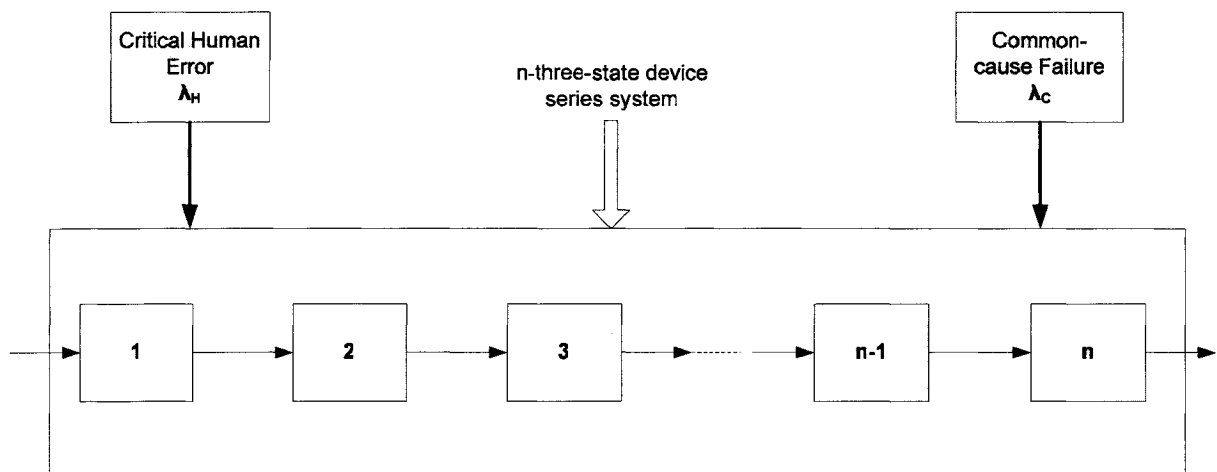 Critical Human
Error
λH
n-three-state device
series system
Common-
cause Failure
λC
1
2
3
n-1
n